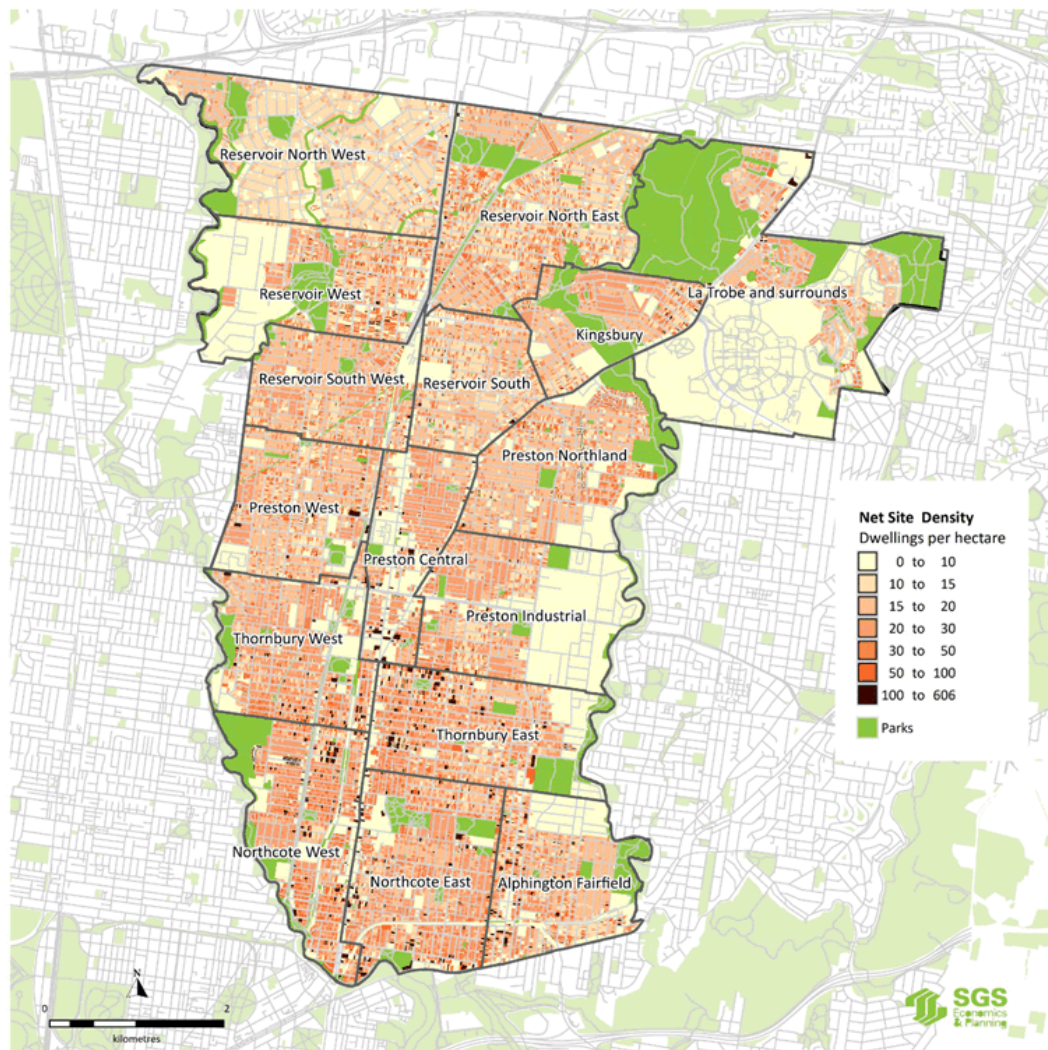 Reservoir North West
Reservoir North East
Reservoir West
La Trobe and surrounds
Kingsbury
Reservoir South West
Reservoir South
Preston Northland
Preston West
Preston Central
Preston Industrial
Thornbury West
Thornbury East
Northcote West
Northcote East
Alphington Fairfield
Net Site Density
Dwellings per hectare
0 to 10
10 to 15
15 to 20
20 to 30
30 to 50
50 to 100
100 to 606
Parks
N
0 2
kilometres
SGS
Economics
& Planning